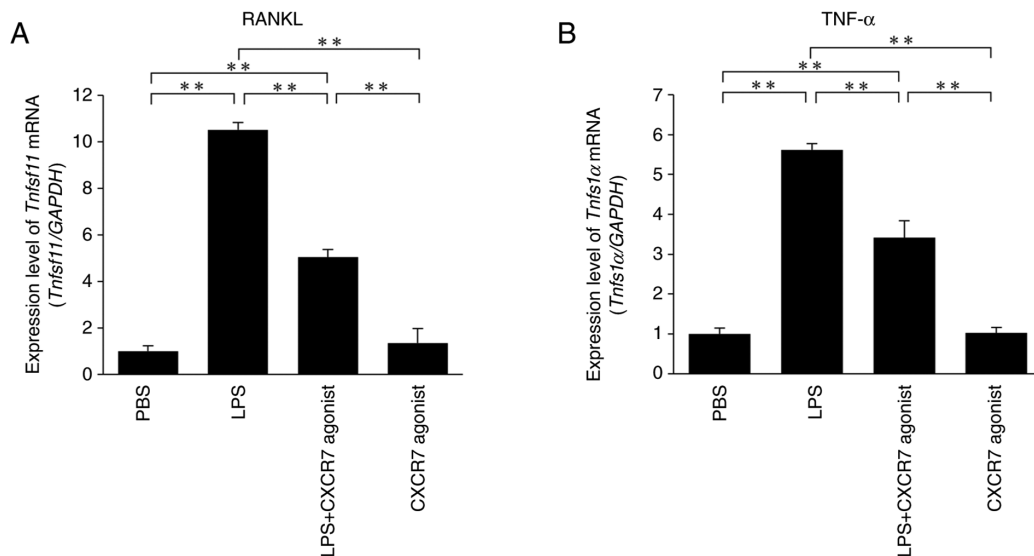 A
RANKL
**
**
** ** **
Expression level of Tnfsf11 mRNA
(Tnfsf11/GAPDH)
12
10
8
6
4
2
0
PBS
LPS
LPS+CXCR7 agonist
CXCR7 agonist
B
TNF-α
**
**
** ** **
Expression level of Tnfs1α mRNA
(Tnfs1α/GAPDH)
7
6
5
4
3
2
1
0
PBS
LPS
LPS+CXCR7 agonist
CXCR7 agonist